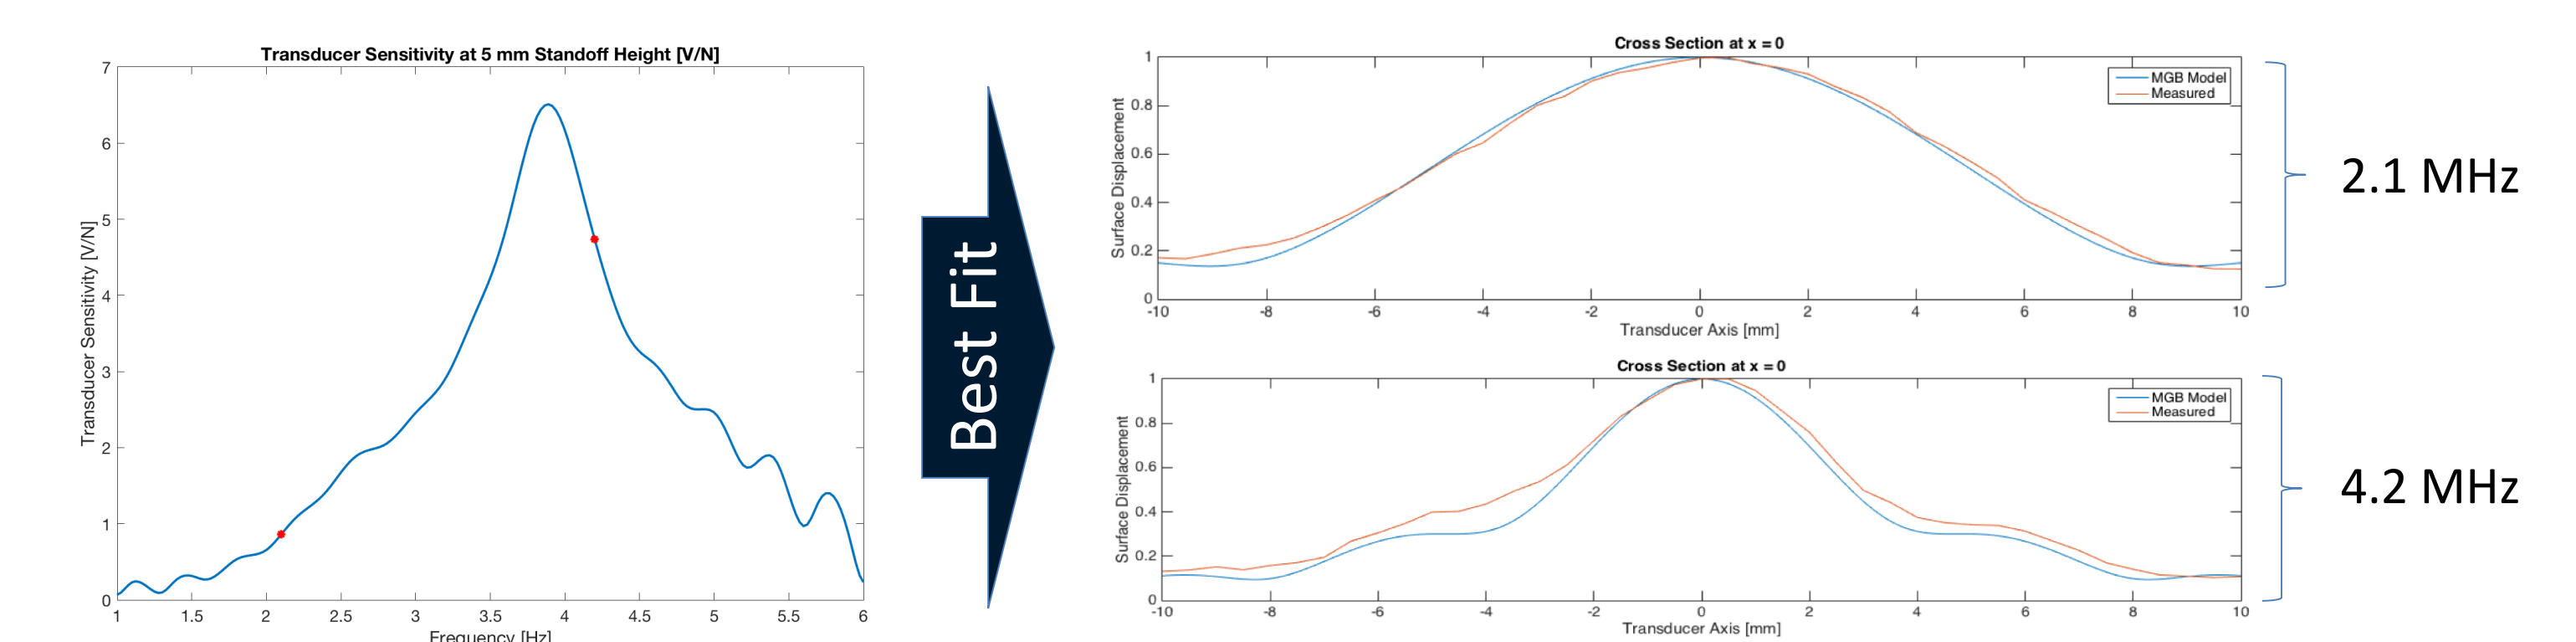 Transducer Sensitivity at 5 mm Standoff Height [V/N]
Transducer Sensitivity [V/N]
7
6
5
4
3
2
1
0
1 1.5 2 2.5 3 3.5 4 4.5 5 5.5 6
Frequency [Hz]
Best Fit
Cross Section at x = 0
Surface Displacement
1
0.8
0.6
0.4
0.2
0
-10 -8 -6 -4 -2 0 2 4 6 8 10
Transducer Axis [mm]
MGB Model
Measured
2.1 MHz
Cross Section at x = 0
Surface Displacement
1
0.8
0.6
0.4
0.2
0
-10 -8 -6 -4 -2 0 2 4 6 8 10
Transducer Axis [mm]
MGB Model
Measured
4.2 MHz